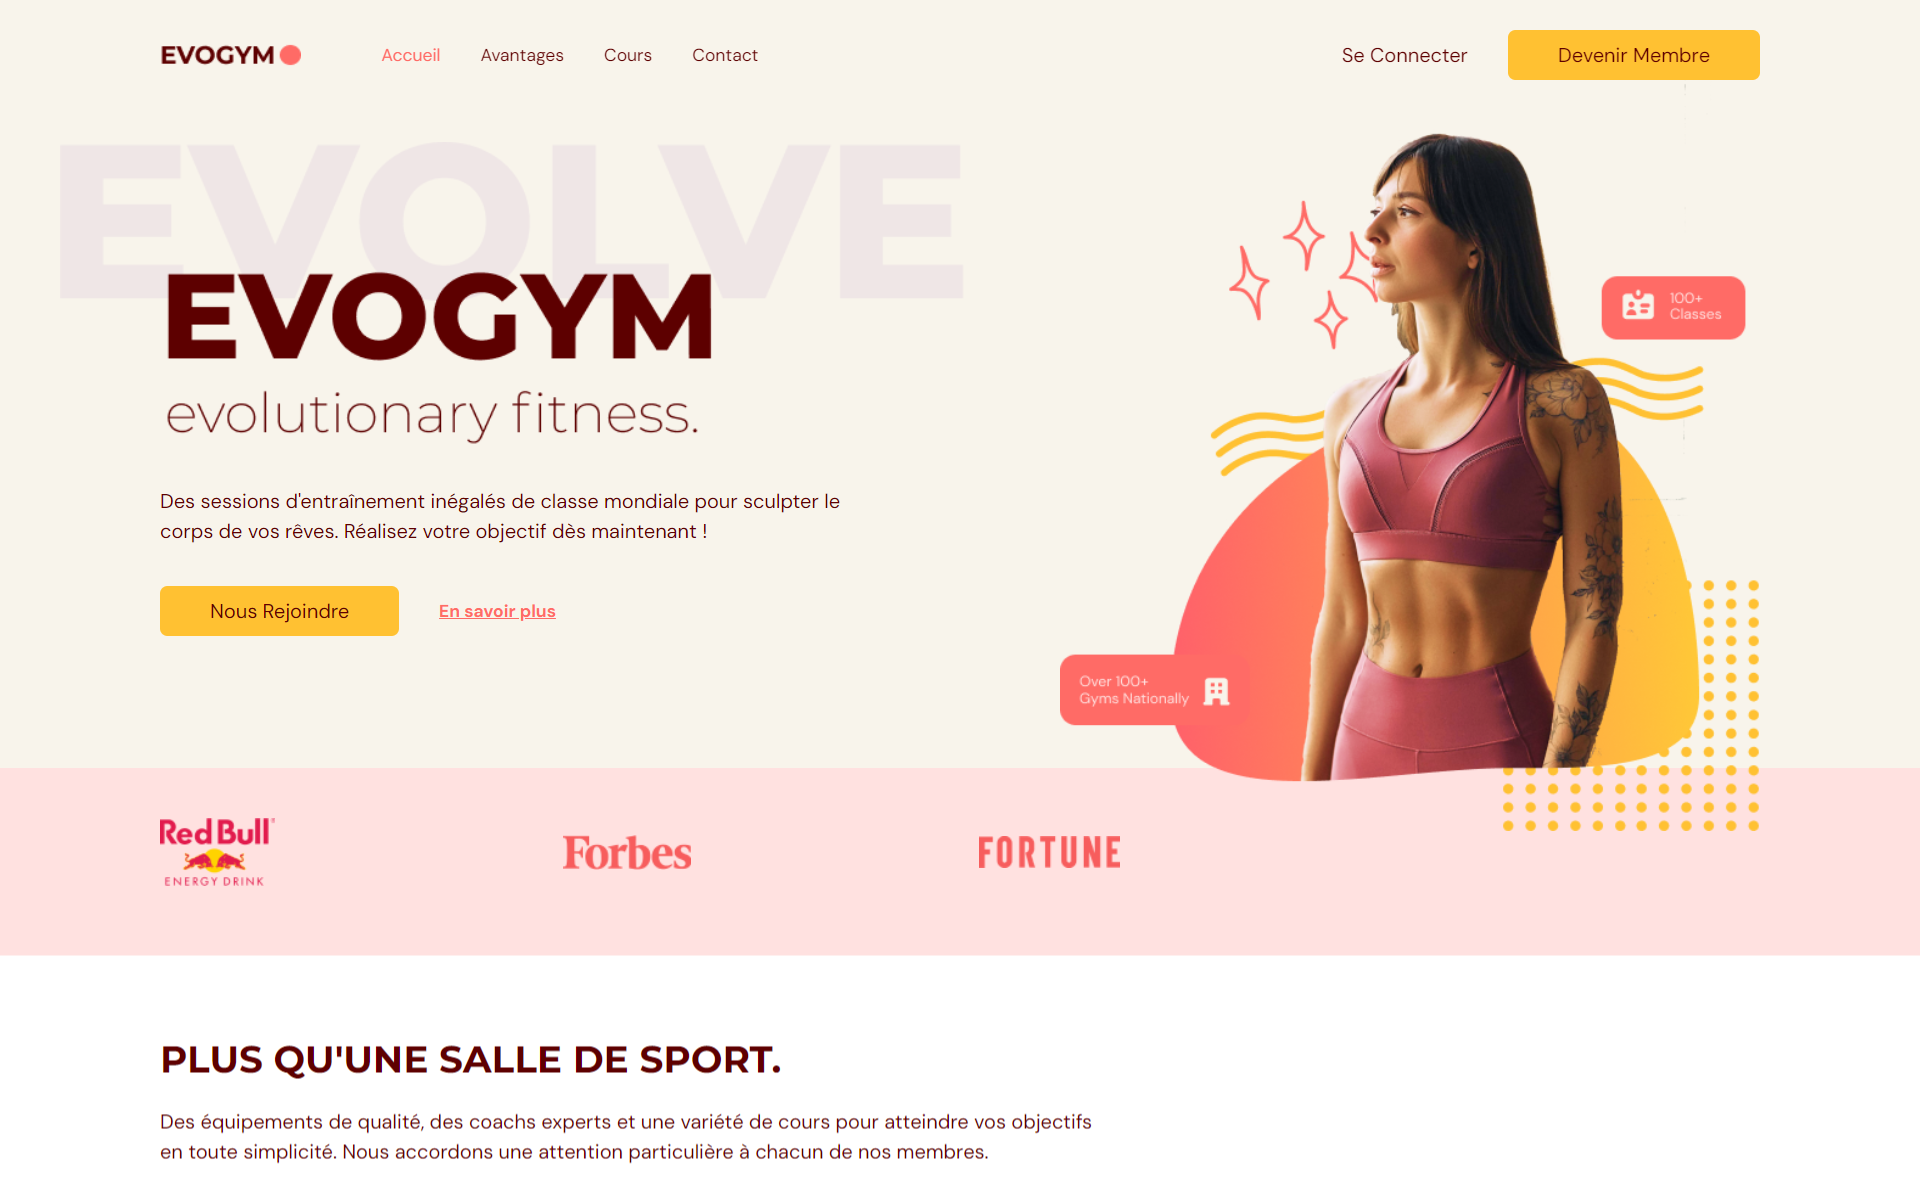 EVOGYM
Accueil
Avantages
Cours
Contact
Se Connecter
Devenir Membre
EVOLVE
EVOGYM
evolutionary fitness.
Des sessions d'entraînement inégalés de classe mondiale pour sculpter le
corps de vos rêves. Réalisez votre objectif dès maintenant !
Nous Rejoindre
En savoir plus
100+
Classes
Over 100+
Gyms Nationally
Red Bull
ENERGY DRINK
Forbes
FORTUNE
PLUS QU'UNE SALLE DE SPORT.
Des équipements de qualité, des coachs experts et une variété de cours pour atteindre vos objectifs
en toute simplicité. Nous accordons une attention particulière à chacun de nos membres.